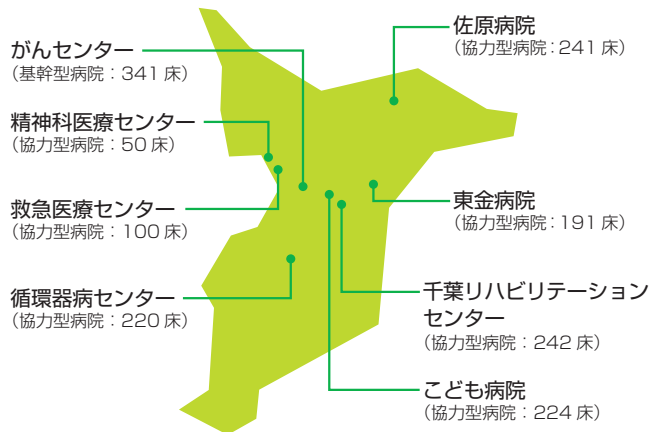 がんセンター
(基幹型病院：341 床)
精神科医療センター
(協力型病院：50 床)
救急医療センター
(協力型病院：100 床)
循環器病センター
(協力型病院：220 床)
佐原病院
(協力型病院：241 床)
東金病院
(協力型病院：191 床)
千葉リハビリテーション
センター
(協力型病院：242 床)
こども病院
(協力型病院：224 床)